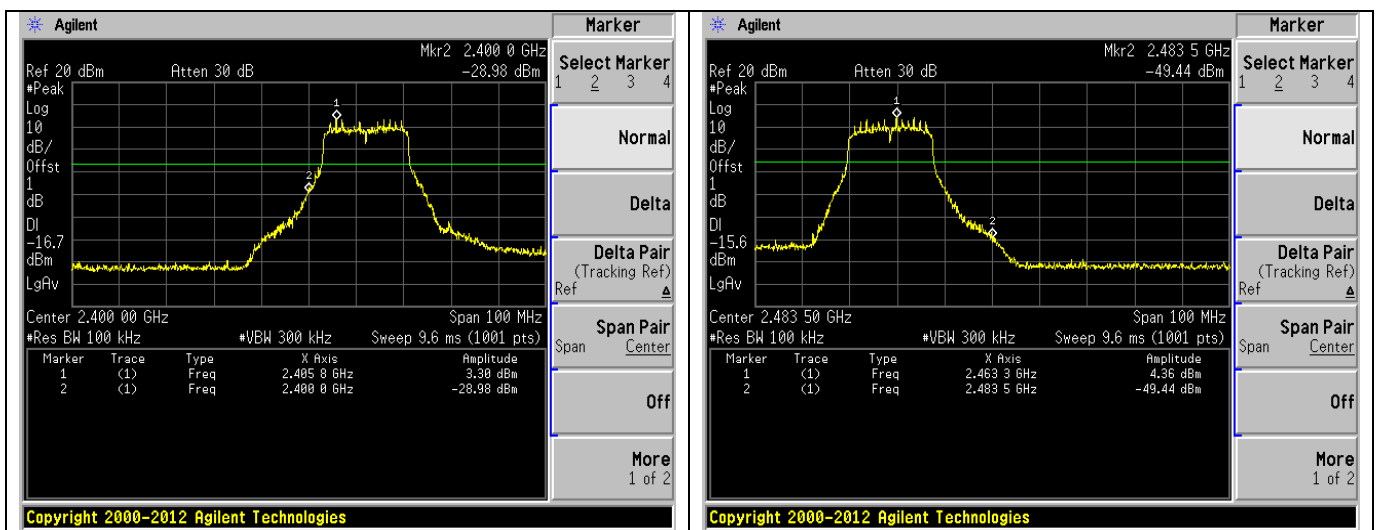 Agilent
Marker
Mkr2 2.400 0 GHz
Ref 20 dBm Atten 30 dB -28.98 dBm
#Peak
Log
10
dB/
Offst
1
dB
DI
-16.7
dBm
LgAv
1
2
Center 2.400 00 GHz Span 100 MHz
#Res BW 100 kHz #VBW 300 kHz Sweep 9.6 ms (1001 pts)
Marker Trace Type X Axis Amplitude
1 (1) Freq 2.405 8 GHz 3.30 dBm
2 (1) Freq 2.400 0 GHz -28.98 dBm
Select Marker
1 2 3 4
Normal
Delta
Delta Pair
(Tracking Ref)
Ref Δ
Span Pair
Span Center
Off
More
1 of 2
Copyright 2000-2012 Agilent Technologies
Agilent
Marker
Mkr2 2.483 5 GHz
Ref 20 dBm Atten 30 dB -49.44 dBm
#Peak
Log
10
dB/
Offst
1
dB
DI
-15.6
dBm
LgAv
1
2
Center 2.483 50 GHz Span 100 MHz
#Res BW 100 kHz #VBW 300 kHz Sweep 9.6 ms (1001 pts)
Marker Trace Type X Axis Amplitude
1 (1) Freq 2.463 3 GHz 4.36 dBm
2 (1) Freq 2.483 5 GHz -49.44 dBm
Select Marker
1 2 3 4
Normal
Delta
Delta Pair
(Tracking Ref)
Ref Δ
Span Pair
Span Center
Off
More
1 of 2
Copyright 2000-2012 Agilent Technologies